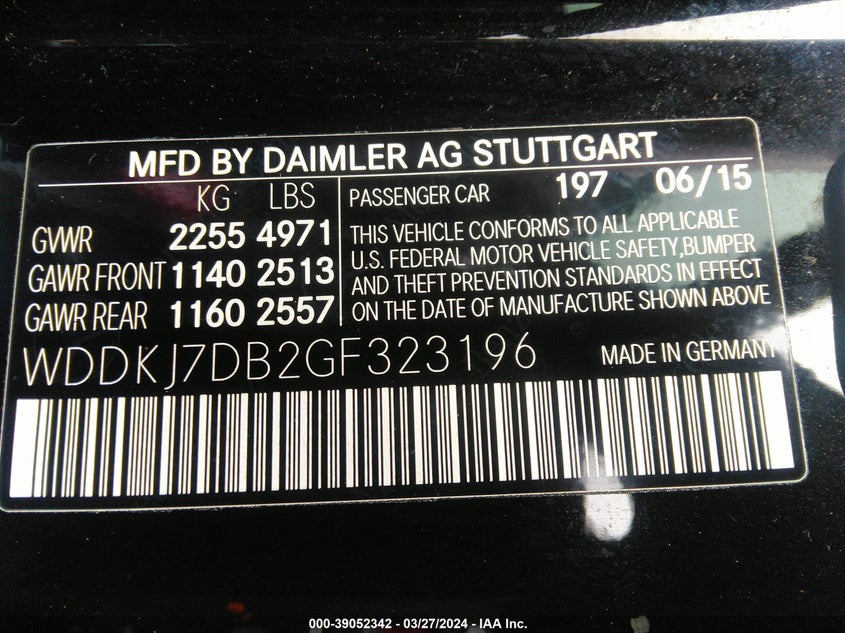 MFD BY DAIMLER AG STUTTGART
KG LBS
GVWR 2255 4971
GAWR FRONT 1140 2513
GAWR REAR 1160 2557
PASSENGER CAR 197 06/15
THIS VEHICLE CONFORMS TO ALL APPLICABLE
U.S. FEDERAL MOTOR VEHICLE SAFETY,BUMPER
AND THEFT PREVENTION STANDARDS IN EFFECT
ON THE DATE OF MANUFACTURE SHOWN ABOVE
WDDKJ7DB2GF323196 MADE IN GERMANY
000-39052342 - 03/27/2024 - IAA Inc.